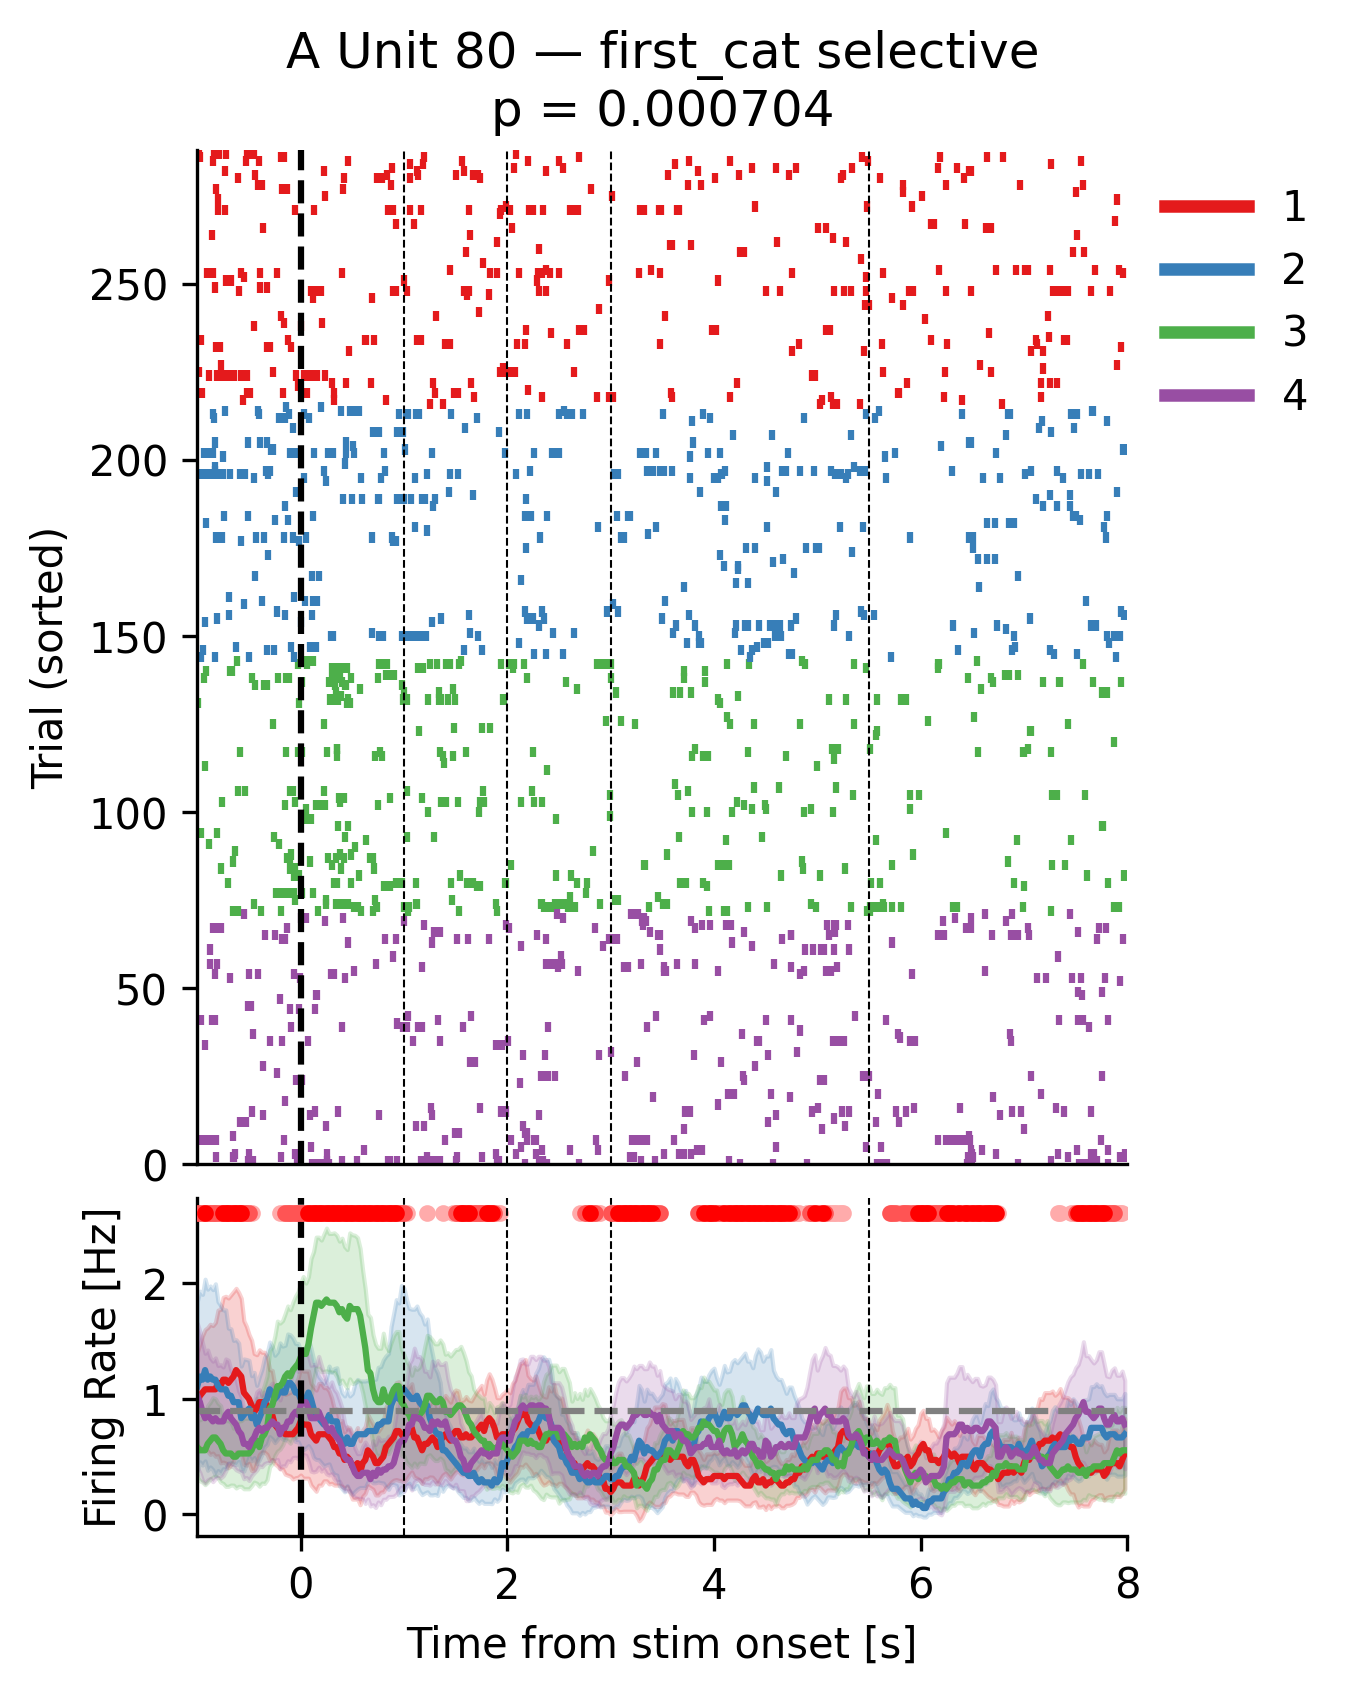 A Unit 80 — first_cat selective
p = 0.000704
1
2
3
4
Trial (sorted)
250
200
150
100
50
0
Firing Rate [Hz]
2
1
0
0 2 4 6 8
Time from stim onset [s]